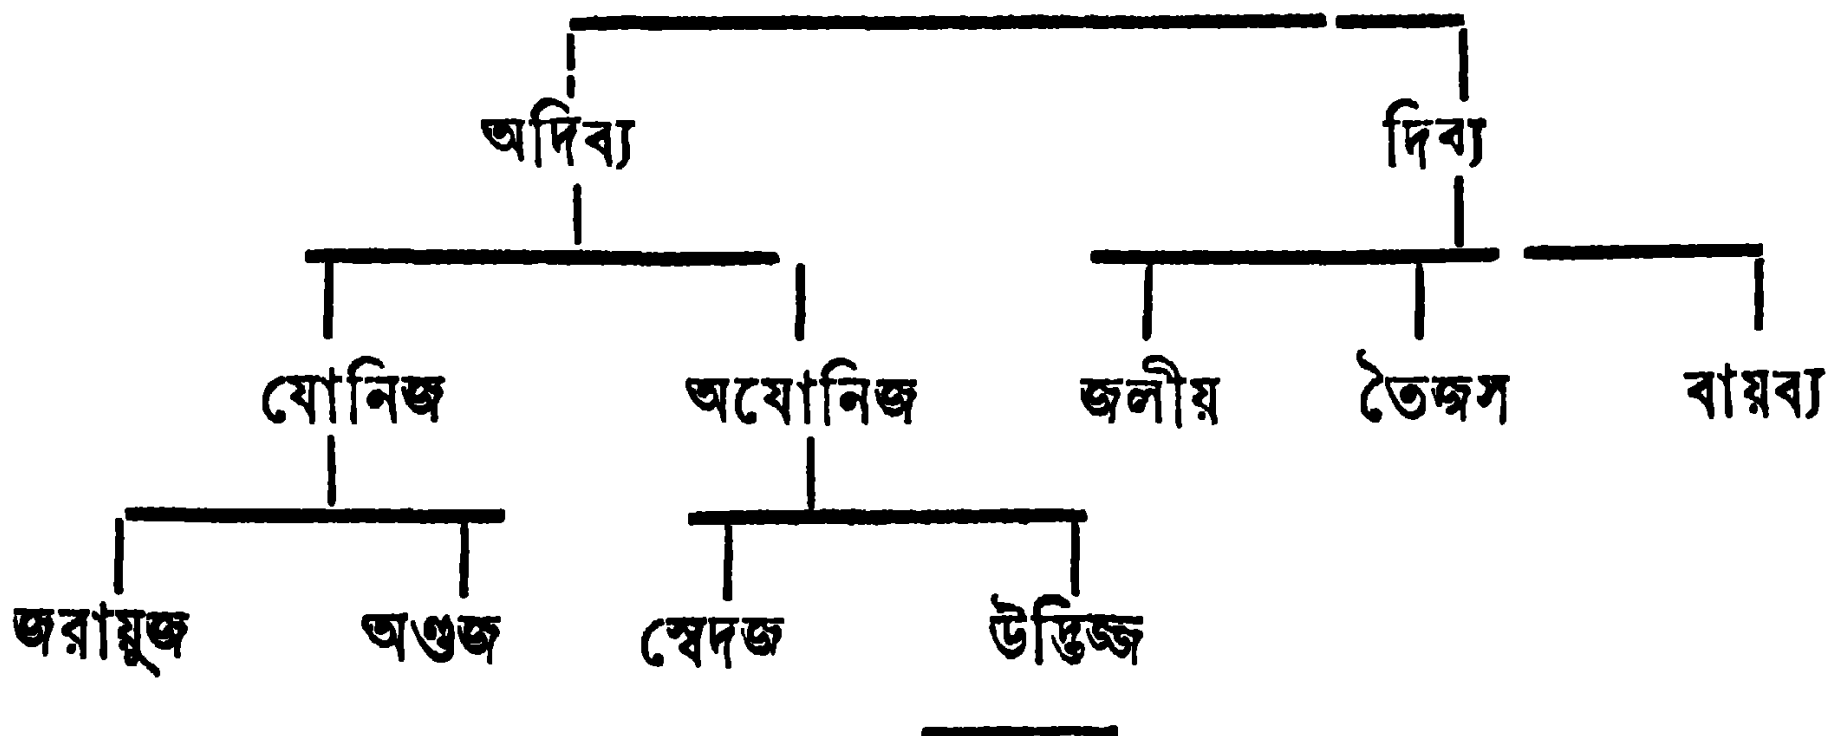 অদিব্য দিব্য
যোনিজ অযোনিজ জলীয় তৈজস বায়ব্য
জরায়ুজ অণ্ডজ স্বেদজ উদ্ভিজ্জ